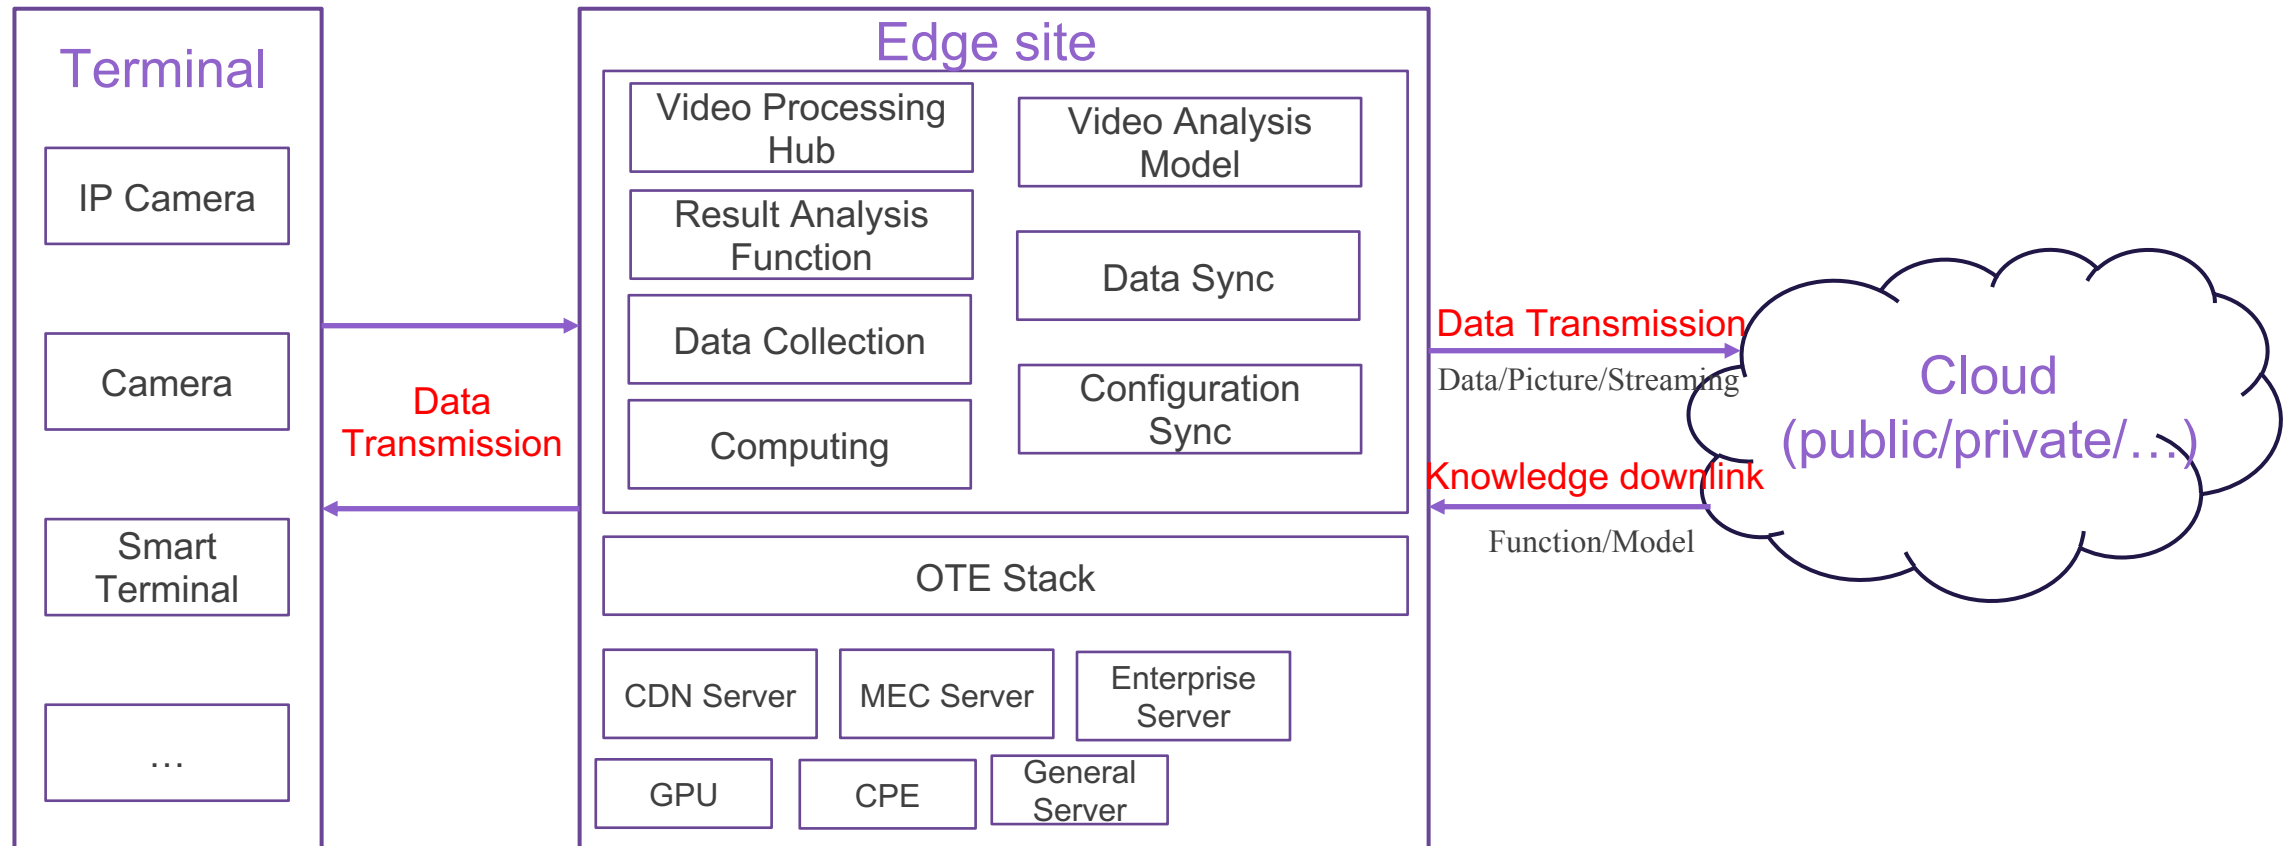 Terminal
IP Camera
Camera
Smart
Terminal
…
Data
Transmission
Edge site
Video Processing
Hub
Video Analysis
Model
Result Analysis
Function
Data Sync
Data Collection
Configuration
Sync
Computing
OTE Stack
CDN Server
MEC Server
Enterprise
Server
GPU
CPE
General
Server
Data Transmission
Data/Picture/Streaming
Knowledge downlink
Function/Model
Cloud
(public/private/…)